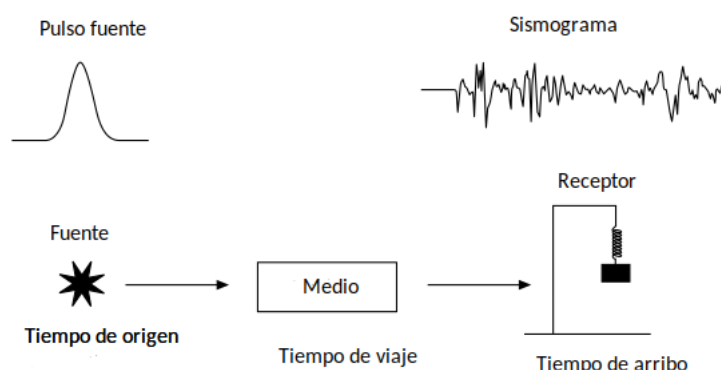 Pulso fuente
Sismograma
Receptor
Fuente
Medio
Tiempo de origen
Tiempo de viaje
Tiempo de arribo